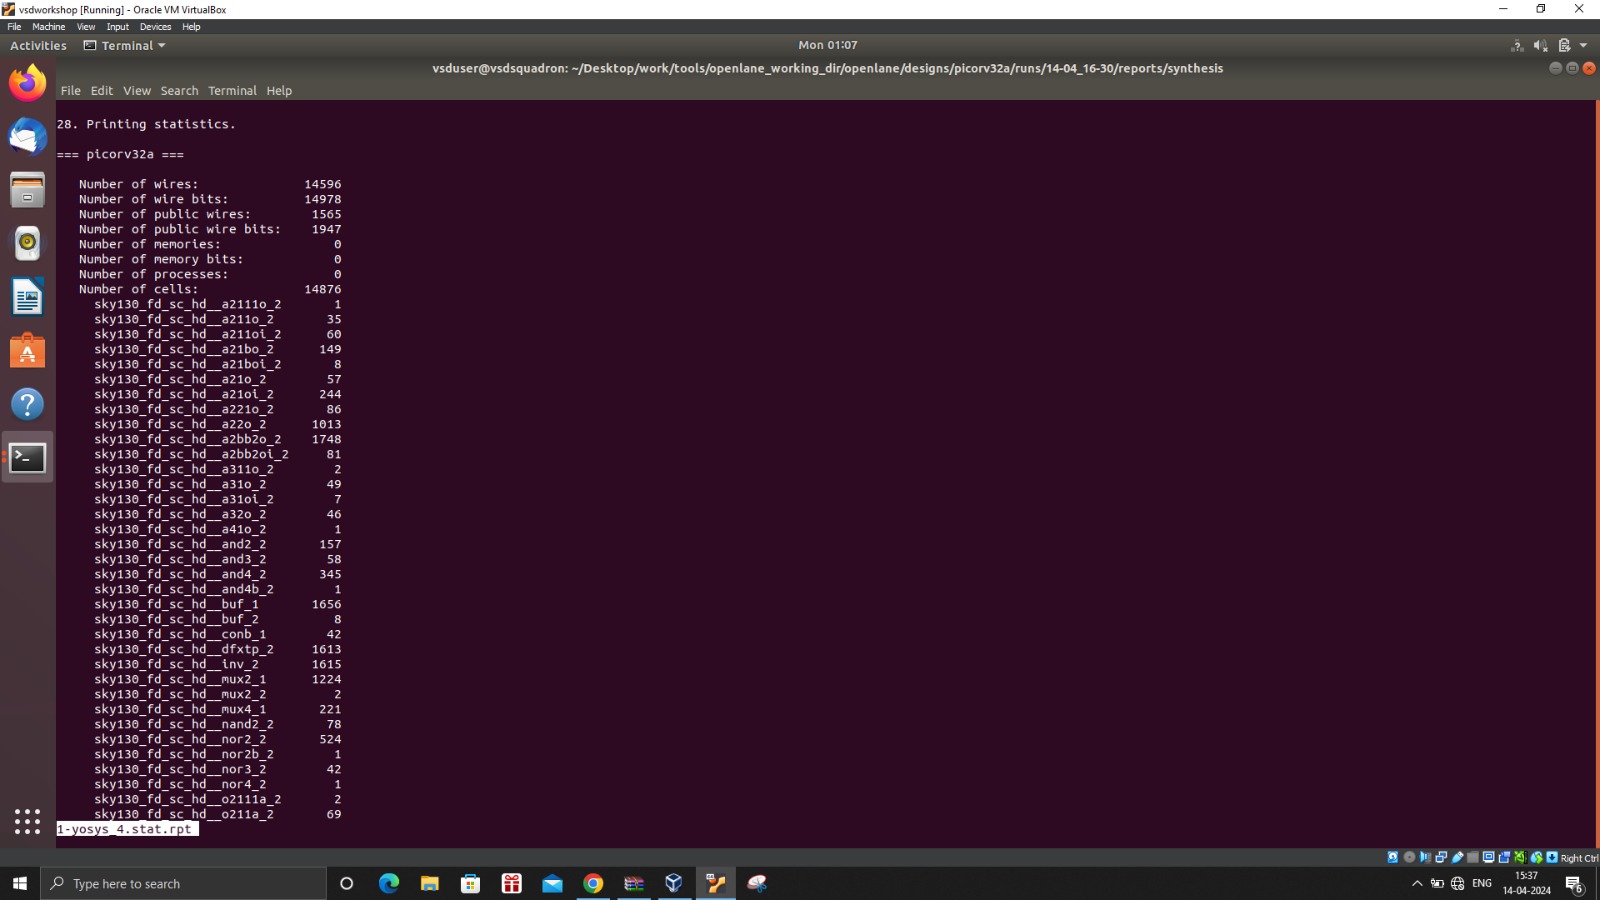 vsdworkshop [Running] - Oracle VM VirtualBox
File Machine View Input Devices Help
Activities Terminal Mon 01:07
vsduser@vsdsquadron: ~/Desktop/work/tools/openlane_working_dir/openlane/designs/picorv32a/runs/14-04_16-30/reports/synthesis
File Edit View Search Terminal Help
28. Printing statistics.
=== picorv32a ===
Number of wires: 14596
Number of wire bits: 14978
Number of public wires: 1565
Number of public wire bits: 1947
Number of memories: 0
Number of memory bits: 0
Number of processes: 0
Number of cells: 14876
sky130_fd_sc_hd__a2111o_2 1
sky130_fd_sc_hd__a211o_2 35
sky130_fd_sc_hd__a211oi_2 60
sky130_fd_sc_hd__a21bo_2 149
sky130_fd_sc_hd__a21boi_2 8
sky130_fd_sc_hd__a21o_2 57
sky130_fd_sc_hd__a21oi_2 244
sky130_fd_sc_hd__a221o_2 86
sky130_fd_sc_hd__a22o_2 1013
sky130_fd_sc_hd__a2bb2o_2 1748
sky130_fd_sc_hd__a2bb2oi_2 81
sky130_fd_sc_hd__a311o_2 2
sky130_fd_sc_hd__a31o_2 49
sky130_fd_sc_hd__a31oi_2 7
sky130_fd_sc_hd__a32o_2 46
sky130_fd_sc_hd__a41o_2 1
sky130_fd_sc_hd__and2_2 157
sky130_fd_sc_hd__and3_2 58
sky130_fd_sc_hd__and4_2 345
sky130_fd_sc_hd__and4b_2 1
sky130_fd_sc_hd__buf_1 1656
sky130_fd_sc_hd__buf_2 8
sky130_fd_sc_hd__conb_1 42
sky130_fd_sc_hd__dfxtp_2 1613
sky130_fd_sc_hd__inv_2 1615
sky130_fd_sc_hd__mux2_1 1224
sky130_fd_sc_hd__mux2_2 2
sky130_fd_sc_hd__mux4_1 221
sky130_fd_sc_hd__nand2_2 78
sky130_fd_sc_hd__nor2_2 524
sky130_fd_sc_hd__nor2b_2 1
sky130_fd_sc_hd__nor3_2 42
sky130_fd_sc_hd__nor4_2 1
sky130_fd_sc_hd__o2111a_2 2
sky130_fd_sc_hd__o211a_2 69
1-yosys_4.stat.rpt
Right Ctrl
Type here to search
ENG
15:37
14-04-2024
6